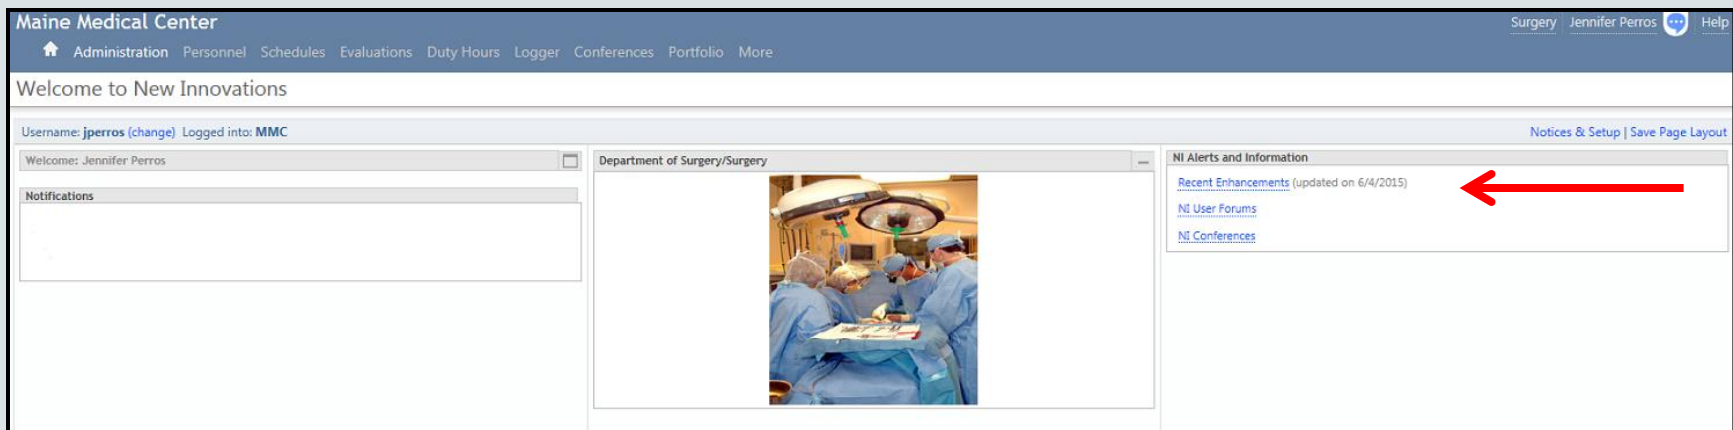 Maine Medical Center
Surgery Jennifer Perros Help
Administration Personnel Schedules Evaluations Duty Hours Logger Conferences Portfolio More
Welcome to New Innovations
Username: jperros (change) Logged into: MMC
Notices & Setup | Save Page Layout
Welcome: Jennifer Perros
Notifications
Department of Surgery/Surgery
NI Alerts and Information
Recent Enhancements (updated on 6/4/2015)
NI User Forums
NI Conferences